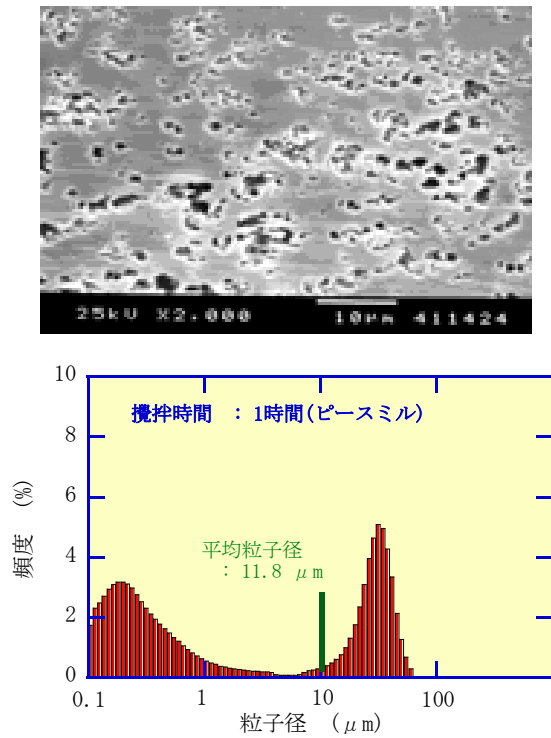 25kU X2.000 10μm 411424
10
8
6
4
2
0
頻度 (%)
攪拌時間 : 1時間(ピースミル)
平均粒子径
: 11.8 μm
0.1 1 10 100
粒子径 (μm)